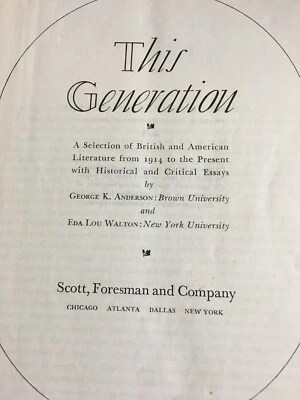 This
Generation
A Selection of British and American
Literature from 1914 to the Present
with Historical and Critical Essays
by
George K. Anderson: Brown University
and
Eda Lou Walton: New York University
Scott, Foresman and Company
CHICAGO ATLANTA DALLAS NEW YORK